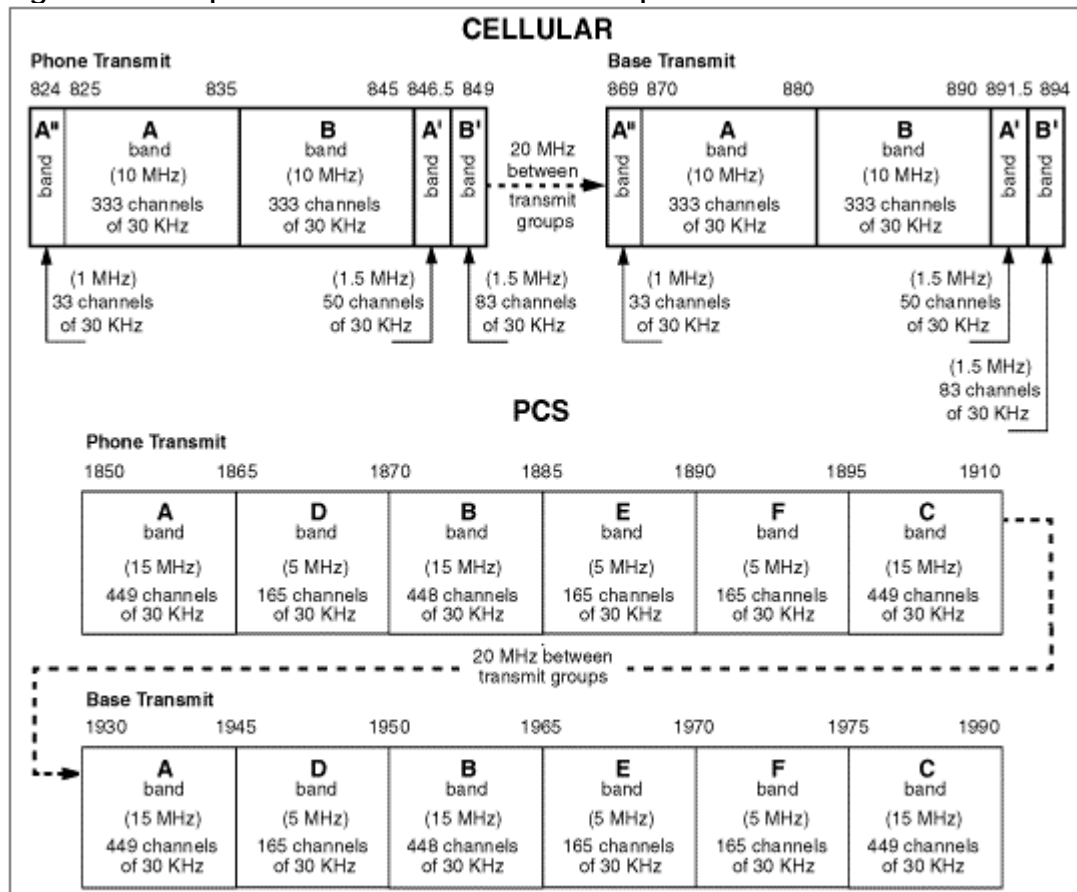 CELLULAR
Phone Transmit
Base Transmit
824 825 835 845 846.5 849
869 870 880 890 891.5 894
A"
band
A
band
(10 MHz)
333 channels
of 30 KHz
B
band
(10 MHz)
333 channels
of 30 KHz
A'
band
B'
band
20 MHz
between
transmit
groups
A"
band
A
band
(10 MHz)
333 channels
of 30 KHz
B
band
(10 MHz)
333 channels
of 30 KHz
A'
band
B'
band
(1 MHz)
33 channels
of 30 KHz
(1.5 MHz)
50 channels
of 30 KHz
(1.5 MHz)
83 channels
of 30 KHz
(1 MHz)
33 channels
of 30 KHz
(1.5 MHz)
50 channels
of 30 KHz
(1.5 MHz)
83 channels
of 30 KHz
PCS
Phone Transmit
1850 1865 1870 1885 1890 1895 1910
A
band
(15 MHz)
449 channels
of 30 KHz
D
band
(5 MHz)
165 channels
of 30 KHz
B
band
(15 MHz)
448 channels
of 30 KHz
E
band
(5 MHz)
165 channels
of 30 KHz
F
band
(5 MHz)
165 channels
of 30 KHz
C
band
(15 MHz)
449 channels
of 30 KHz
20 MHz between
transmit groups
Base Transmit
1930 1945 1950 1965 1970 1975 1990
A
band
(15 MHz)
449 channels
of 30 KHz
D
band
(5 MHz)
165 channels
of 30 KHz
B
band
(15 MHz)
448 channels
of 30 KHz
E
band
(5 MHz)
165 channels
of 30 KHz
F
band
(5 MHz)
165 channels
of 30 KHz
C
band
(15 MHz)
449 channels
of 30 KHz